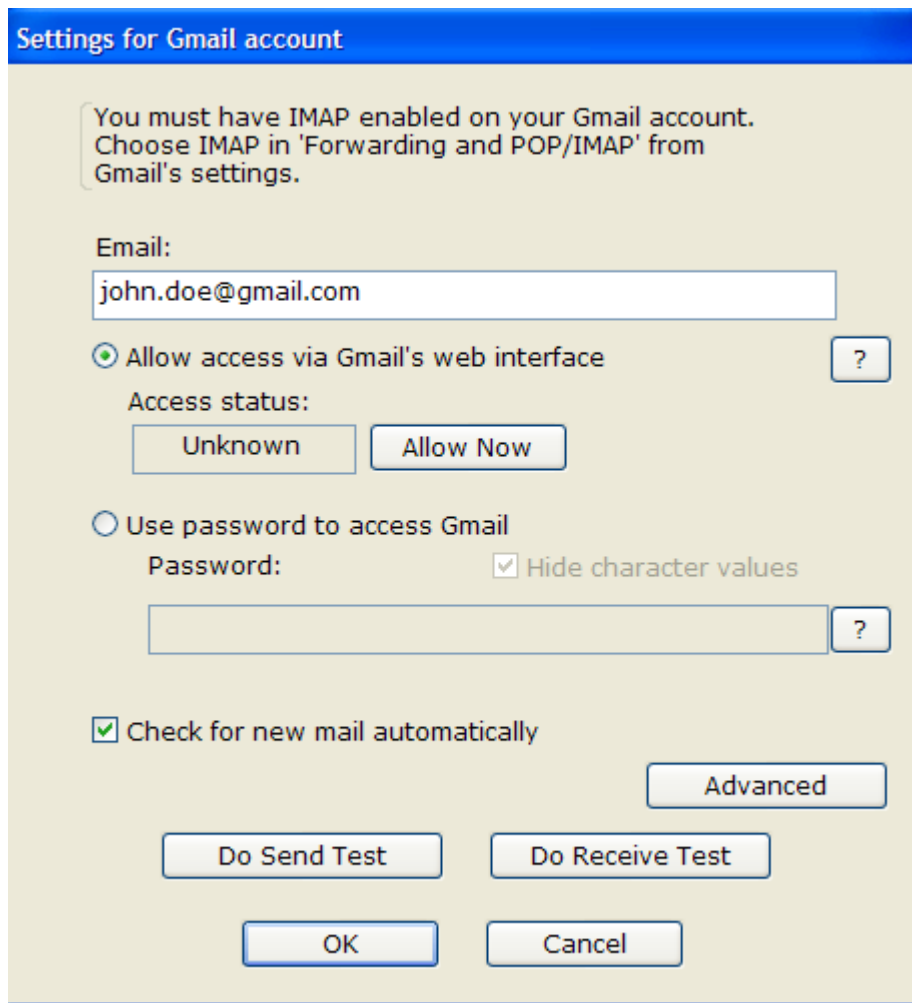 Settings for Gmail account
You must have IMAP enabled on your Gmail account.
Choose IMAP in 'Forwarding and POP/IMAP' from
Gmail's settings.
Email:
john.doe@gmail.com
Allow access via Gmail's web interface
?
Access status:
Unknown
Allow Now
Use password to access Gmail
Password:
Hide character values
?
Check for new mail automatically
Advanced
Do Send Test
Do Receive Test
OK
Cancel